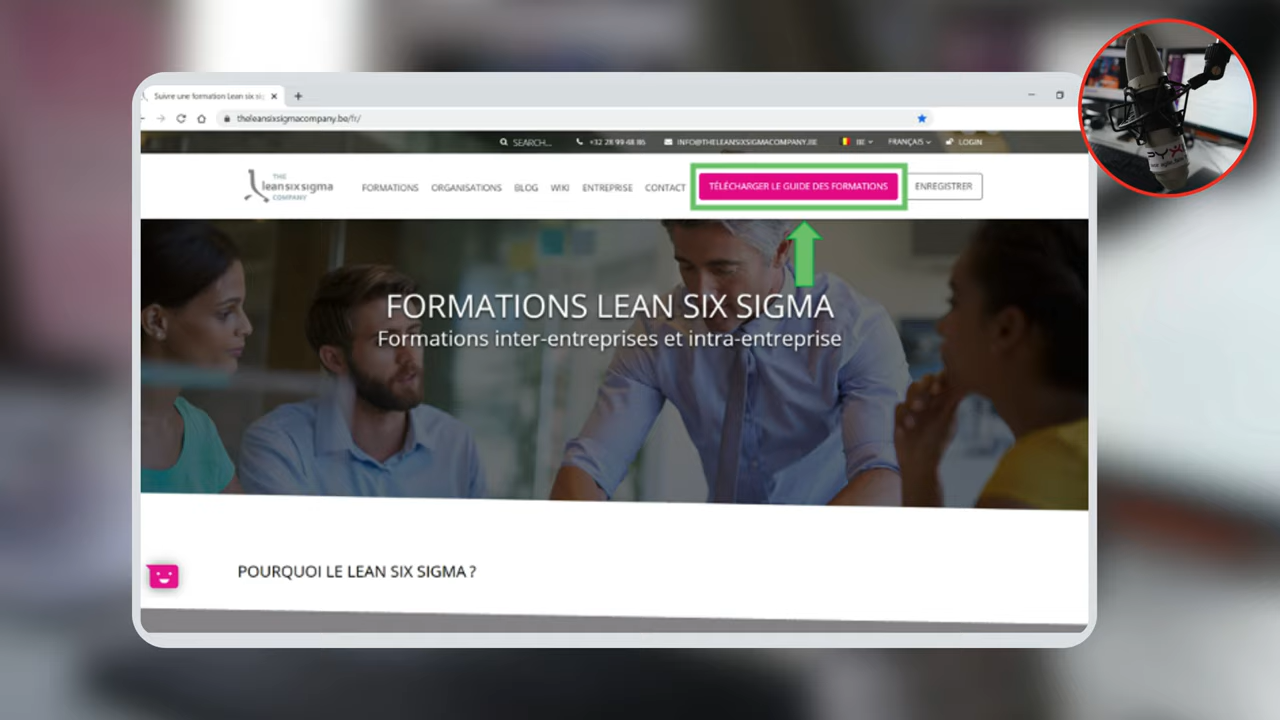 Suivre une formation Lean six si
theleansixsigmacompany.be/fr/
SEARCH... +32 28 99 48 86 INFO@THELEANSIXSIGMACOMPANY.BE BE FRANÇAIS LOGIN
THE
lean six sigma
COMPANY
FORMATIONS ORGANISATIONS BLOG WIKI ENTREPRISE CONTACT TÉLÉCHARGER LE GUIDE DES FORMATIONS ENREGISTRER
FORMATIONS LEAN SIX SIGMA
Formations inter-entreprises et intra-entreprise
POURQUOI LE LEAN SIX SIGMA ?